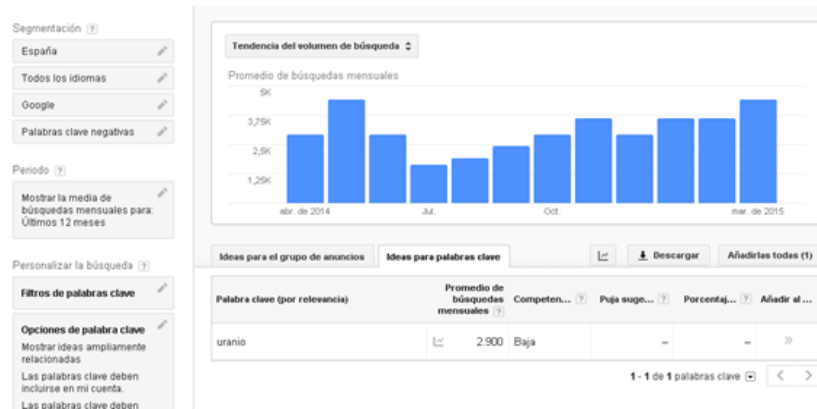 Segmentación ?
España
Todos los idiomas
Google
Palabras clave negativas
Periodo ?
Mostrar la media de
búsquedas mensuales para:
Últimos 12 meses
Personalizar la búsqueda ?
Filtros de palabras clave
Opciones de palabra clave
Mostrar ideas ampliamente
relacionadas
Las palabras clave deben
incluirse en mi cuenta.
Las palabras clave deben
Tendencia del volumen de búsqueda
Promedio de búsquedas mensuales
5K
3,75K
2,5K
1,25K
abr. de 2014 Jul. Oct. mar. de 2015
Ideas para el grupo de anuncios Ideas para palabras clave Descargar Añadirlas todas (1)
Palabra clave (por relevancia) Promedio de búsquedas mensuales ? Competen... ? Puja suge... ? Porcentaj... ? Añadir al ...
uranio 2.900 Baja – – »
1 - 1 de 1 palabras clave